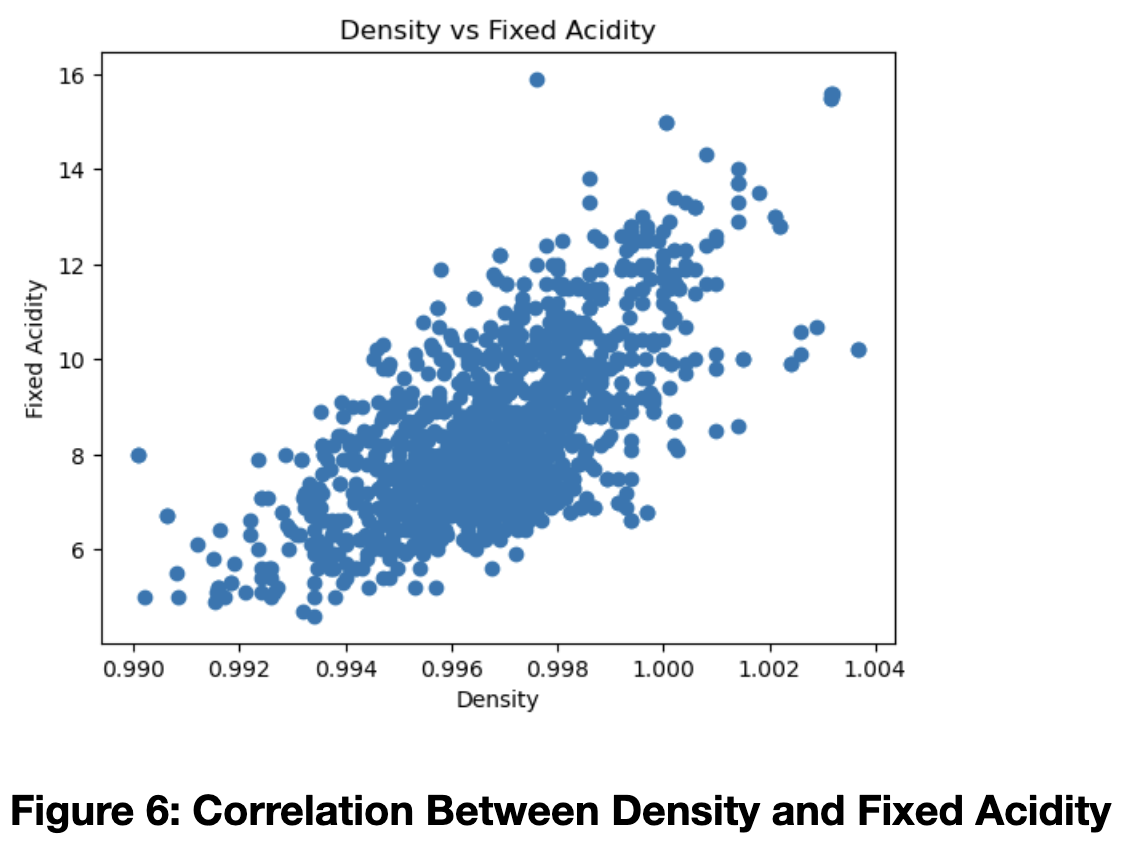 Density vs Fixed Acidity
16
14
12
10
8
6
Fixed Acidity
0.990 0.992 0.994 0.996 0.998 1.000 1.002 1.004
Density
Figure 6: Correlation Between Density and Fixed Acidity